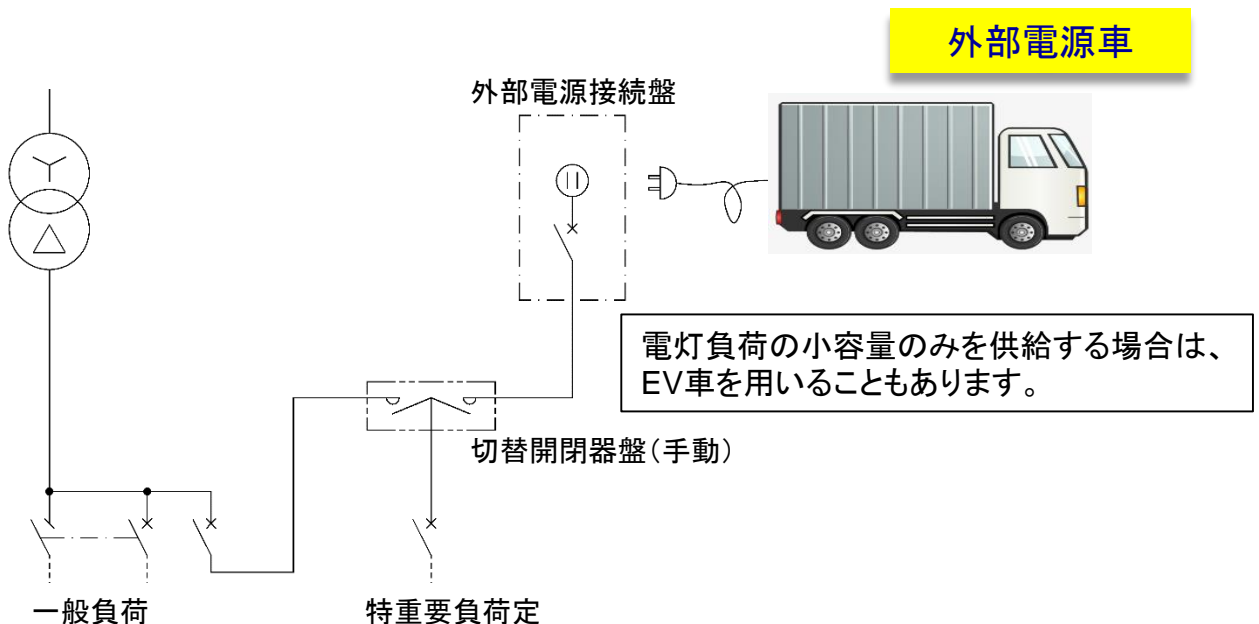 外部電源車
外部電源接続盤
電灯負荷の小容量のみを供給する場合は、
EV車を用いることもあります。
切替開閉器盤(手動)
一般負荷
特重要負荷定